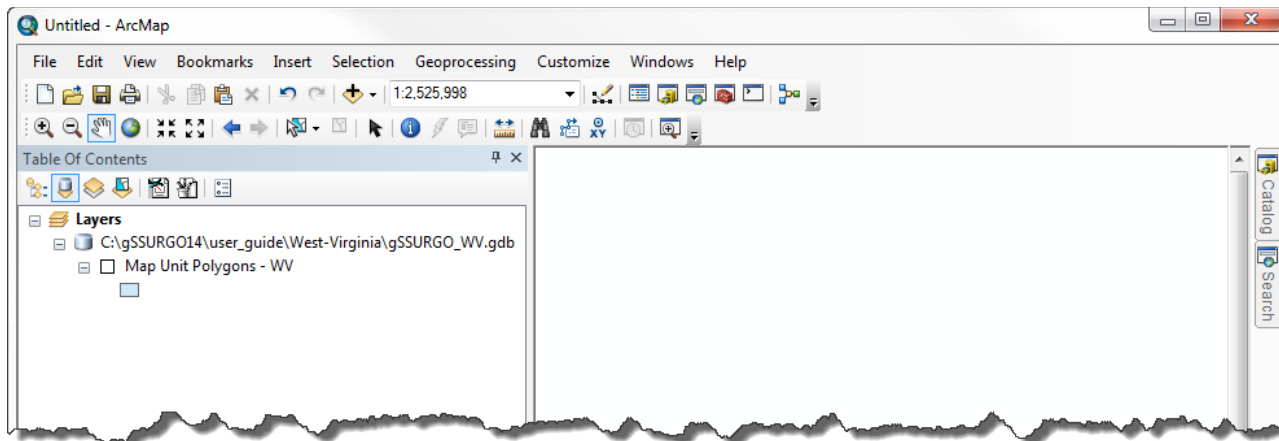 Untitled - ArcMap
File Edit View Bookmarks Insert Selection Geoprocessing Customize Windows Help
1:2,525,998
XY
Table Of Contents
Layers
C:\gSSURGO14\user_guide\West-Virginia\gSSURGO_WV.gdb
Map Unit Polygons - WV
Catalog
Search